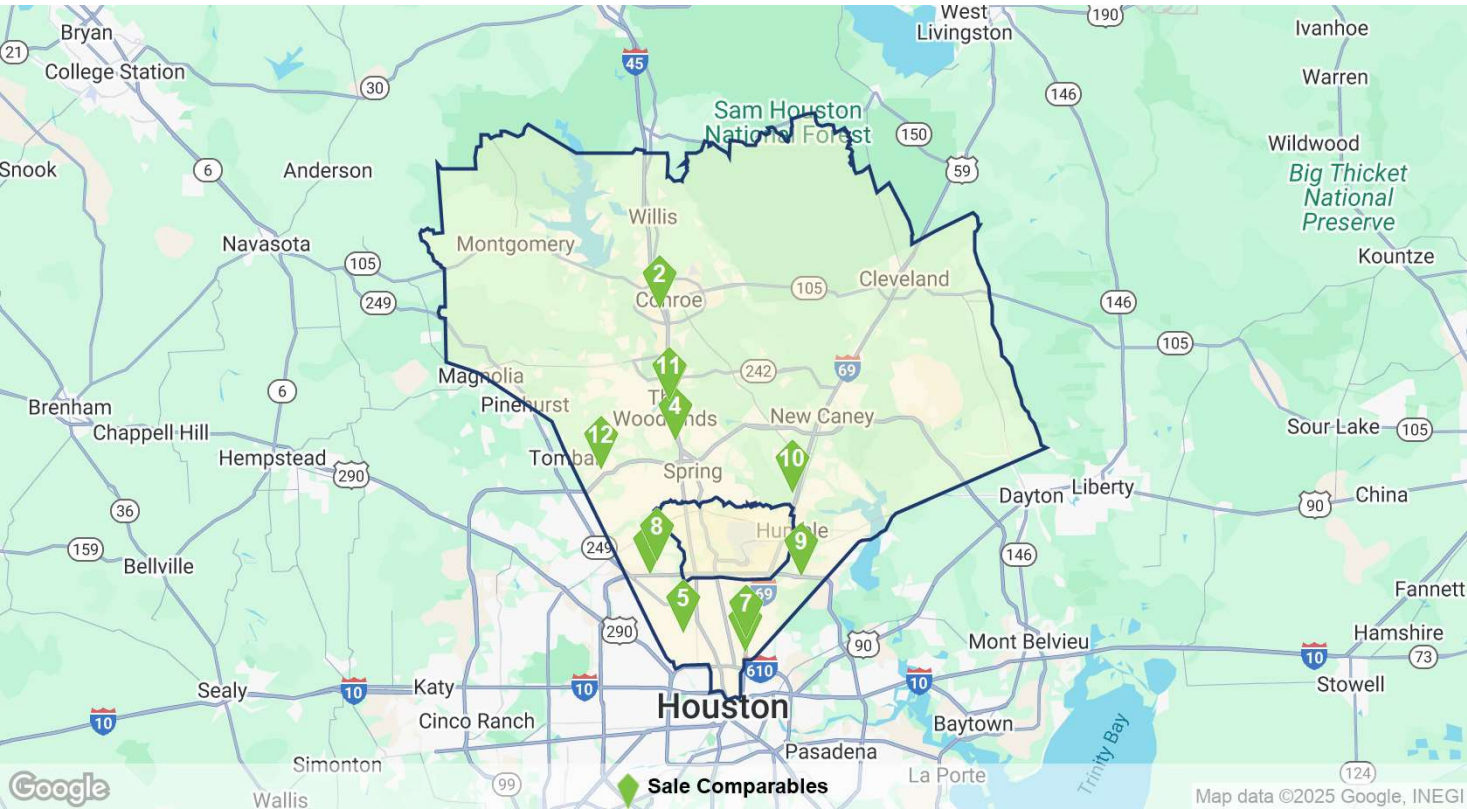 West
Livingston
190
Ivanhoe
Bryan
21
45
College Station
Warren
30
146
Sam Houston
National Forest
150
Wildwood
Snook
6
Anderson
59
Big Thicket
National
Preserve
Willis
Navasota
Montgomery
Kountze
105
2
Cleveland
249
Conroe
105
146
11
242
69
105
Magnolia
6
Pinehurst
The
Woodlands
4
New Caney
Brenham
Chappell Hill
12
Sour Lake
105
Hempstead
Tomball
10
Spring
290
Dayton
Liberty
China
90
36
8
Humble
9
159
249
146
Bellville
5
7
69
Fannett
290
90
Mont Belvieu
Hamshire
10
73
610
Sealy
10
Katy
10
10
Stowell
10
Houston
Cinco Ranch
Baytown
Trinity Bay
Pasadena
Simonton
La Porte
124
Google
99
Sale Comparables
Wallis
Map data ©2025 Google, INEGI